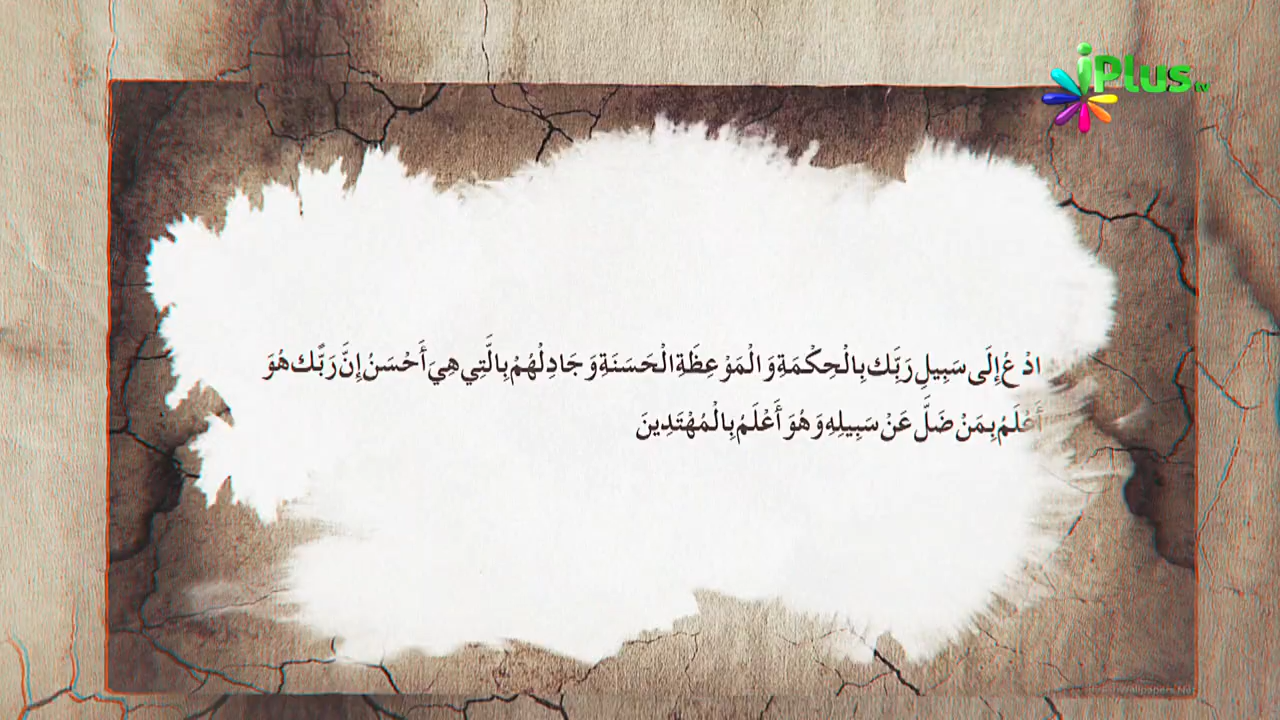 iPlus tv
ادْعُ إِلَى سَبِيلِ رَبِّكَ بِالْحِكْمَةِ وَالْمَوْعِظَةِ الْحَسَنَةِ وَجَادِلْهُمْ بِالَّتِي هِيَ أَحْسَنُ إِنَّ رَبَّكَ هُوَ
أَعْلَمُ بِمَنْ ضَلَّ عَنْ سَبِيلِهِ وَهُوَ أَعْلَمُ بِالْمُهْتَدِينَ